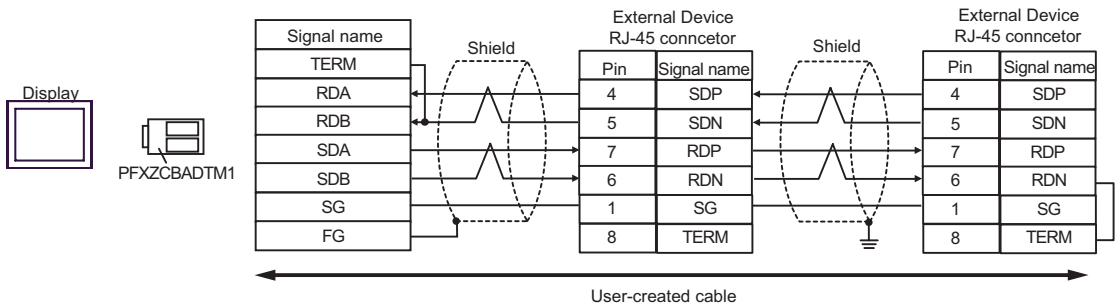 Display
PFXZCBADTM1
Signal name
TERM
RDA
RDB
SDA
SDB
SG
FG
Shield
External Device
RJ-45 conncetor
Pin Signal name
4 SDP
5 SDN
7 RDP
6 RDN
1 SG
8 TERM
Shield
External Device
RJ-45 conncetor
Pin Signal name
4 SDP
5 SDN
7 RDP
6 RDN
1 SG
8 TERM
User-created cable